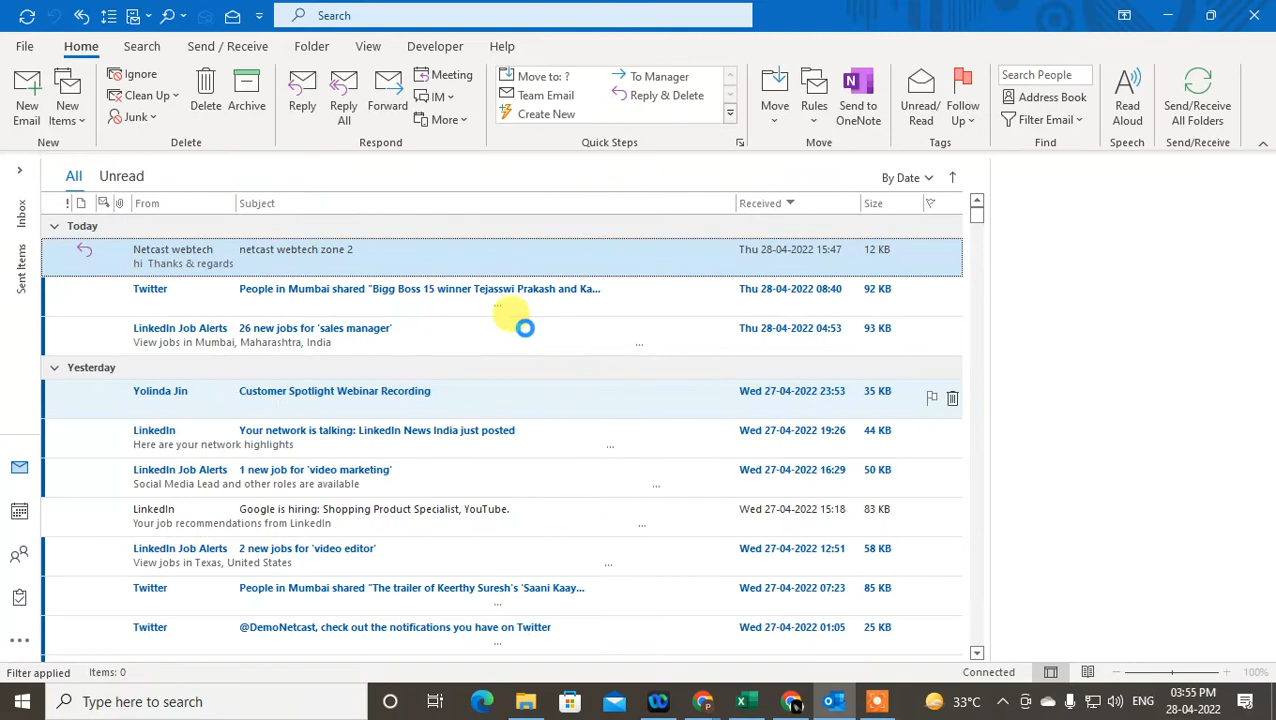 Search
File Home Search Send / Receive Folder View Developer Help
New Email
New Items
New
Ignore
Clean Up
Junk
Delete
Archive
Delete
Reply
Reply All
Forward
Meeting
IM
More
Respond
Move to: ? To Manager
Team Email Reply & Delete
Create New
Quick Steps
Move
Rules
Send to OneNote
Move
Unread/ Read
Follow Up
Tags
Search People
Address Book
Filter Email
Find
Read Aloud
Speech
Send/Receive All Folders
Send/Receive
Inbox
Sent Items
All Unread By Date
! From Subject Received Size
Today
Netcast webtech netcast webtech zone 2 Thu 28-04-2022 15:47 12 KB
hi Thanks & regards
Twitter People in Mumbai shared "Bigg Boss 15 winner Tejasswi Prakash and Ka... Thu 28-04-2022 08:40 92 KB
...
LinkedIn Job Alerts 26 new jobs for 'sales manager' Thu 28-04-2022 04:53 93 KB
View jobs in Mumbai, Maharashtra, India ...
Yesterday
Yolinda Jin Customer Spotlight Webinar Recording Wed 27-04-2022 23:53 35 KB
LinkedIn Your network is talking: LinkedIn News India just posted Wed 27-04-2022 19:26 44 KB
Here are your network highlights ...
LinkedIn Job Alerts 1 new job for 'video marketing' Wed 27-04-2022 16:29 50 KB
Social Media Lead and other roles are available ...
LinkedIn Google is hiring: Shopping Product Specialist, YouTube. Wed 27-04-2022 15:18 83 KB
Your job recommendations from LinkedIn ...
LinkedIn Job Alerts 2 new jobs for 'video editor' Wed 27-04-2022 12:51 58 KB
View jobs in Texas, United States ...
Twitter People in Mumbai shared "The trailer of Keerthy Suresh's 'Saani Kaay... Wed 27-04-2022 07:23 85 KB
...
Twitter @DemoNetcast, check out the notifications you have on Twitter Wed 27-04-2022 01:05 25 KB
...
Filter applied Items: 0 Connected 100%
Type here to search 33°C ENG 03:55 PM
28-04-2022